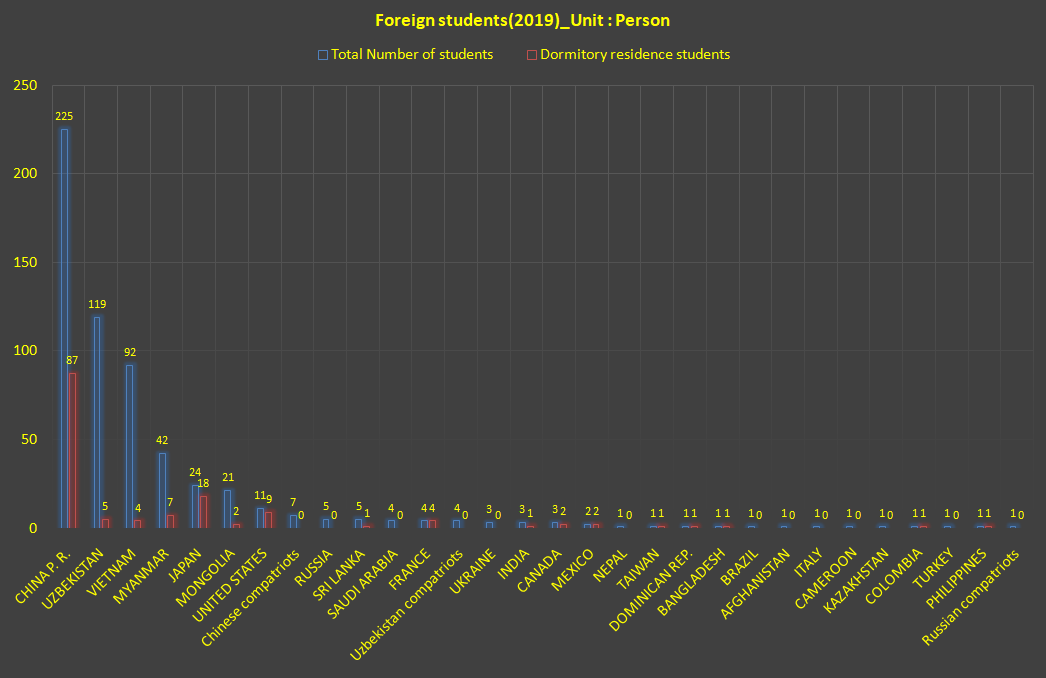 Foreign students(2019)_Unit : Person
Total Number of students
Dormitory residence students
250
200
150
100
50
0
225
87
119
5
92
4
42
7
24
18
21
2
11
9
7
0
5
0
5
1
4
0
4
4
4
0
3
0
3
1
3
2
2
2
1
0
1
1
1
1
1
1
1
0
1
0
1
0
1
0
1
0
1
1
1
0
1
1
1
0
CHINA P. R.
UZBEKISTAN
VIETNAM
MYANMAR
JAPAN
MONGOLIA
UNITED STATES
Chinese compatriots
RUSSIA
SRI LANKA
SAUDI ARABIA
FRANCE
Uzbekistan compatriots
UKRAINE
INDIA
CANADA
MEXICO
NEPAL
TAIWAN
DOMINICAN REP.
BANGLADESH
BRAZIL
AFGHANISTAN
ITALY
CAMEROON
KAZAKHSTAN
COLOMBIA
TURKEY
PHILIPPINES
Russian compatriots